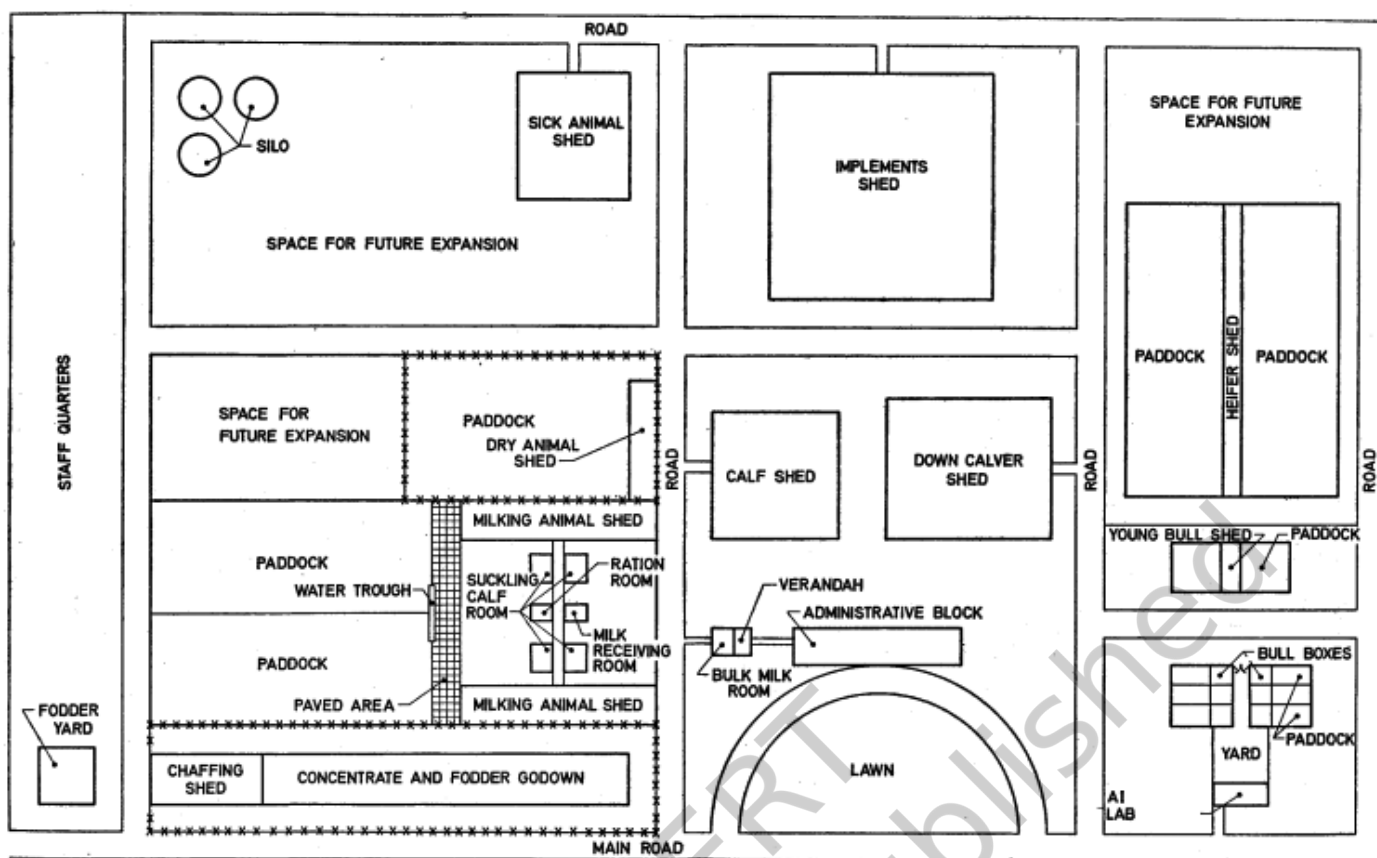 ROAD
SILO
SICK ANIMAL
SHED
SPACE FOR FUTURE EXPANSION
IMPLEMENTS
SHED
SPACE FOR FUTURE
EXPANSION
PADDOCK
HEIFER SHED
PADDOCK
ROAD
STAFF QUARTERS
SPACE FOR
FUTURE EXPANSION
PADDOCK
DRY ANIMAL
SHED
ROAD
CALF SHED
DOWN CALVER
SHED
ROAD
MILKING ANIMAL SHED
PADDOCK
WATER TROUGH
SUCKLING
CALF
ROOM
RATION
ROOM
MILK
RECEIVING
ROOM
PADDOCK
PAVED AREA
MILKING ANIMAL SHED
VERANDAH
ADMINISTRATIVE BLOCK
BULK MILK
ROOM
YOUNG BULL SHED
PADDOCK
BULL BOXES
PADDOCK
YARD
AI
LAB
FODDER
YARD
CHAFFING
SHED
CONCENTRATE AND FODDER GODOWN
LAWN
MAIN ROAD